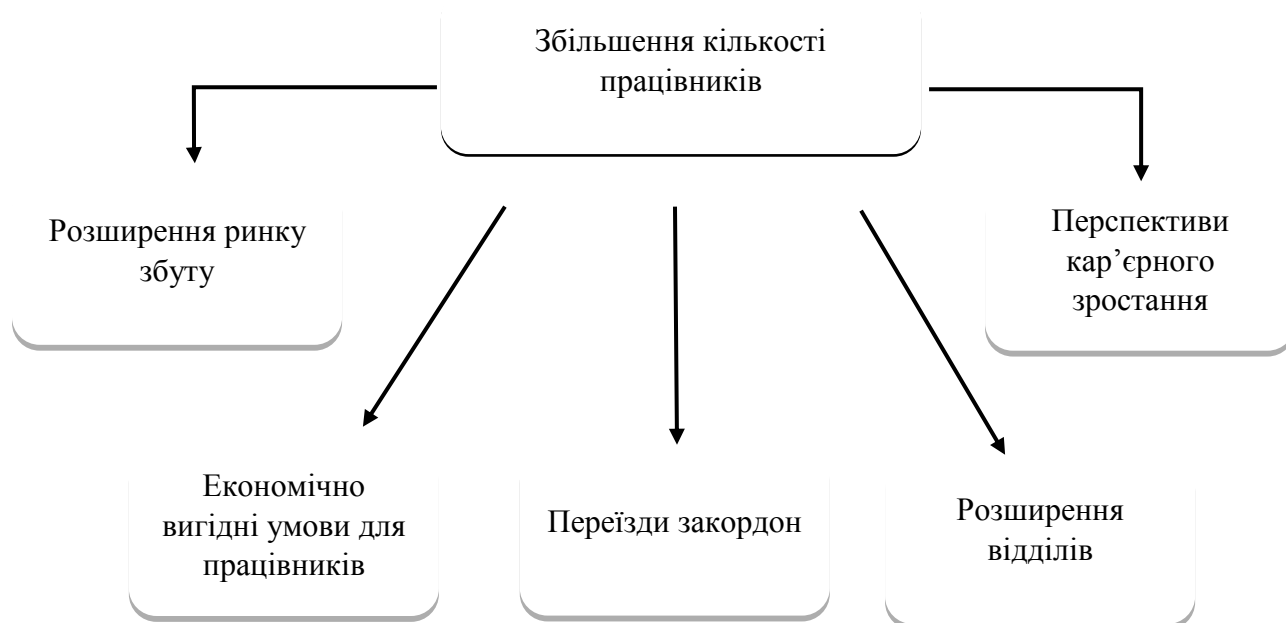 Збільшення кількості
працівників
Розширення ринку
збуту
Перспективи
кар’єрного
зростання
Економічно
вигідні умови для
працівників
Переїзди закордон
Розширення
відділів